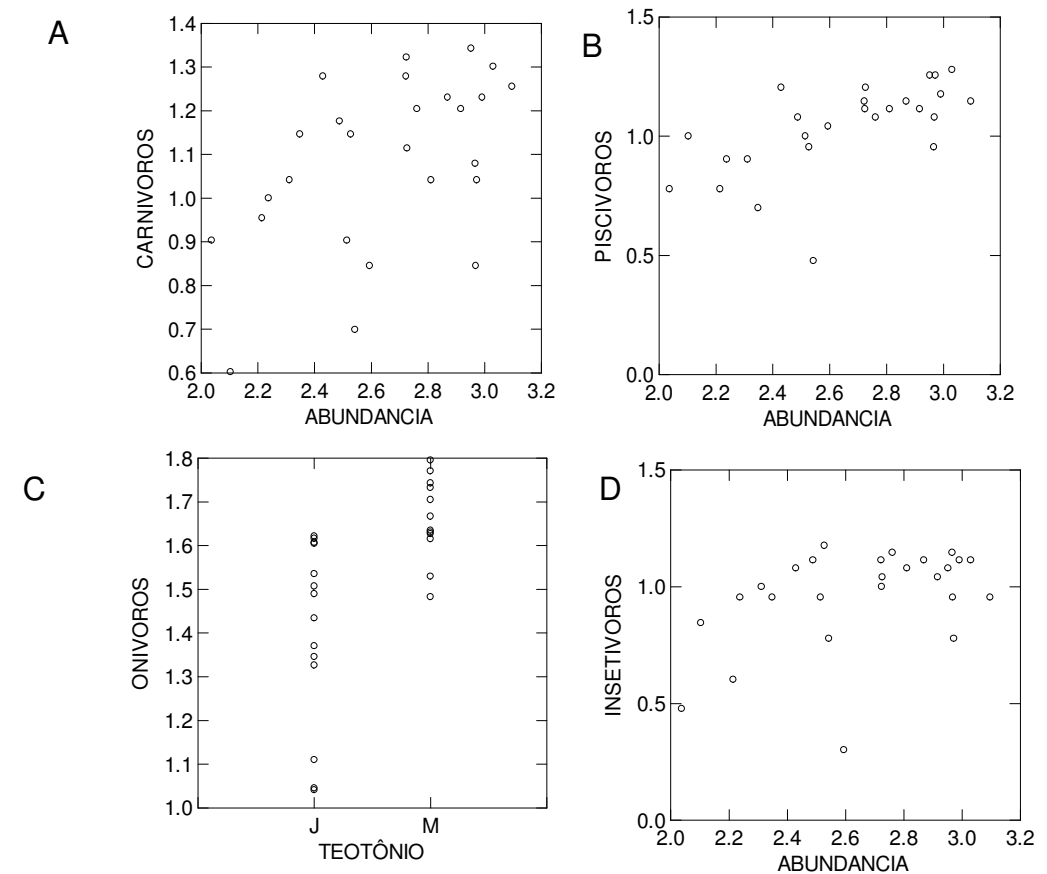 A
1.4
1.3
1.2
1.1
1.0
0.9
0.8
0.7
0.6
CARNIVOROS
2.0 2.2 2.4 2.6 2.8 3.0 3.2
ABUNDANCIA
B
1.5
1.0
0.5
0.0
PISCIVOROS
2.0 2.2 2.4 2.6 2.8 3.0 3.2
ABUNDANCIA
C
1.8
1.7
1.6
1.5
1.4
1.3
1.2
1.1
1.0
ONIVOROS
J M
TEOTÔNIO
D
1.5
1.0
0.5
0.0
INSETIVOROS
2.0 2.2 2.4 2.6 2.8 3.0 3.2
ABUNDANCIA